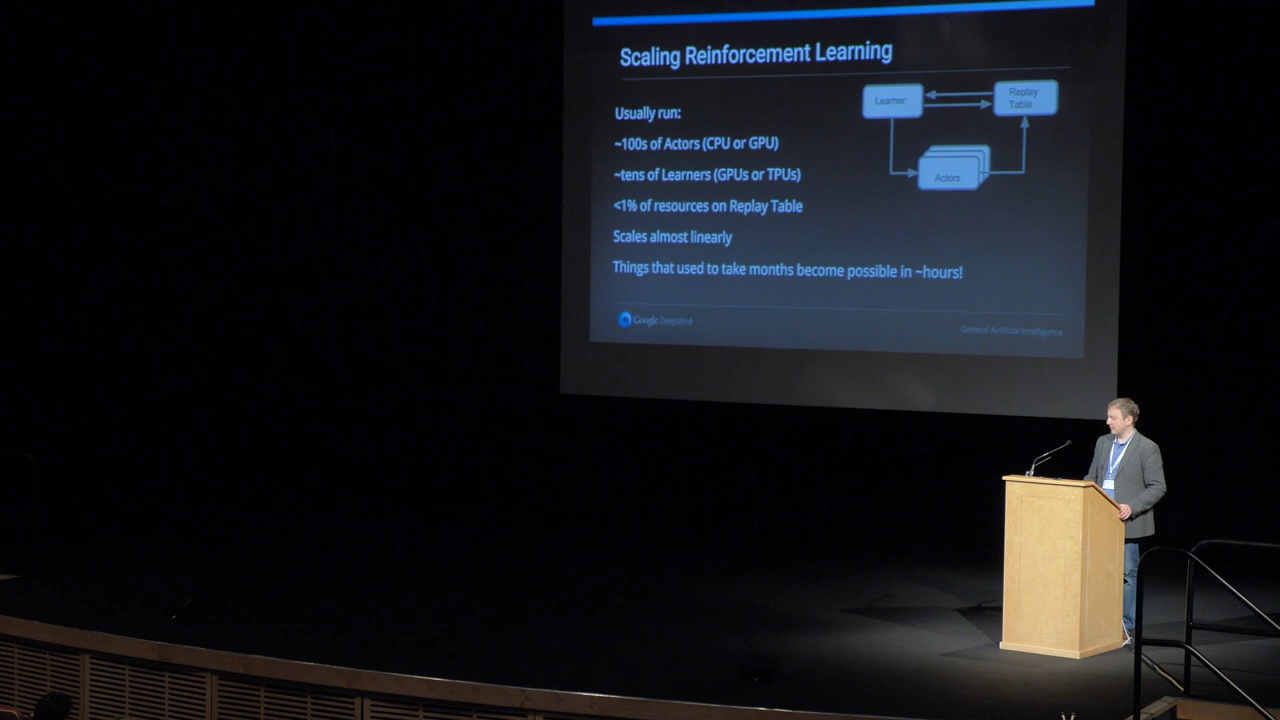 Scaling Reinforcement Learning
Usually run:
~100s of Actors (CPU or GPU)
~tens of Learners (GPUs or TPUs)
<1% of resources on Replay Table
Scales almost linearly
Things that used to take months become possible in ~hours!
Learner
Replay
Table
Actors
Google DeepMind
General Artificial Intelligence